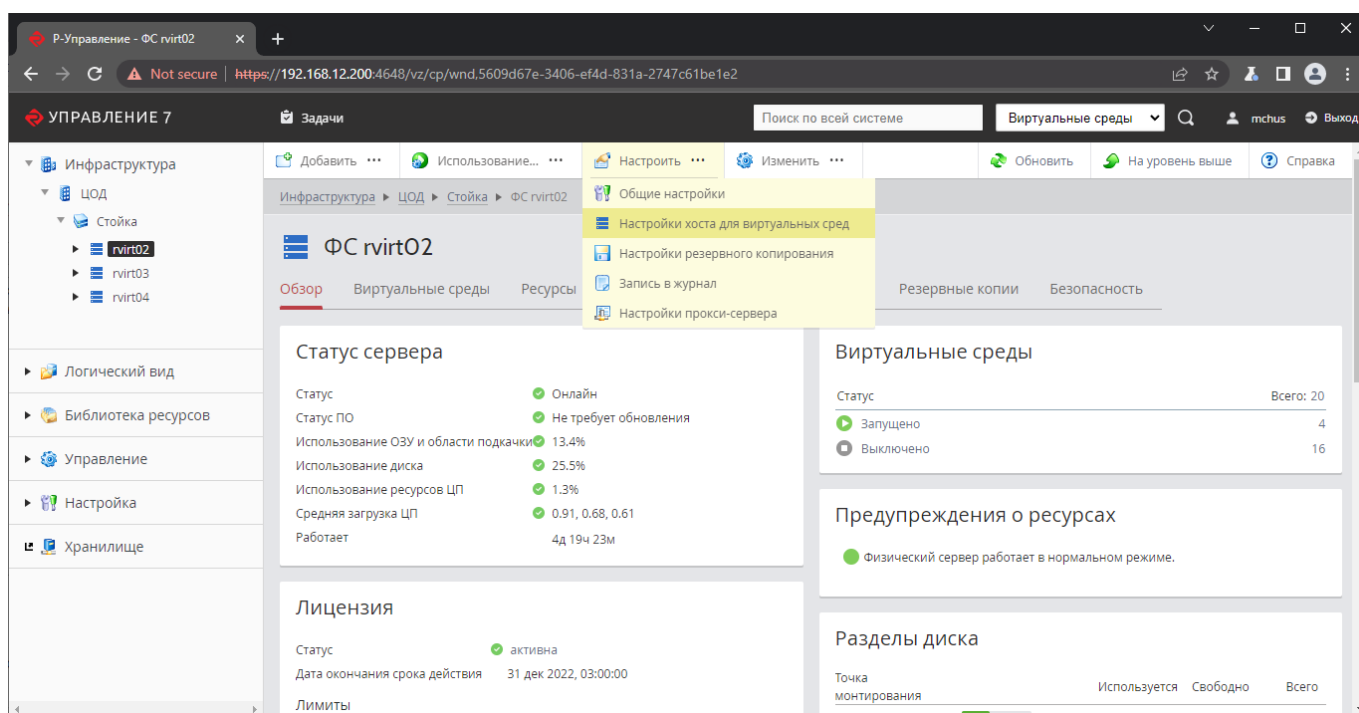 Р-Управление - ФС rvirt02
Not secure | https://192.168.12.200:4648/vz/cp/wnd.5609d67e-3406-ef4d-831a-2747c61be1e2
УПРАВЛЕНИЕ 7
Задачи
Поиск по всей системе
Виртуальные среды
mchus
Выход
Инфраструктура
ЦОД
Стойка
rvirt02
rvirt03
rvirt04
Логический вид
Библиотека ресурсов
Управление
Настройка
Хранилище
Добавить ••• Использование... ••• Настроить ••• Изменить ••• Обновить На уровень выше Справка
Инфраструктура ЦОД Стойка ФС rvirt02
Общие настройки
Настройки хоста для виртуальных сред
Настройки резервного копирования
Запись в журнал
Настройки прокси-сервера
ФС rvirt02
Обзор Виртуальные среды Ресурсы Резервные копии Безопасность
Статус сервера
Статус Онлайн
Статус ПО Не требует обновления
Использование ОЗУ и области подкачки 13.4%
Использование диска 25.5%
Использование ресурсов ЦП 1.3%
Средняя загрузка ЦП 0.91, 0.68, 0.61
Работает 4д 19ч 23м
Лицензия
Статус активна
Дата окончания срока действия 31 дек 2022, 03:00:00
Лимиты
Виртуальные среды
Статус Всего: 20
Запущено 4
Выключено 16
Предупреждения о ресурсах
Физический сервер работает в нормальном режиме.
Разделы диска
Точка
монтирования Используется Свободно Всего